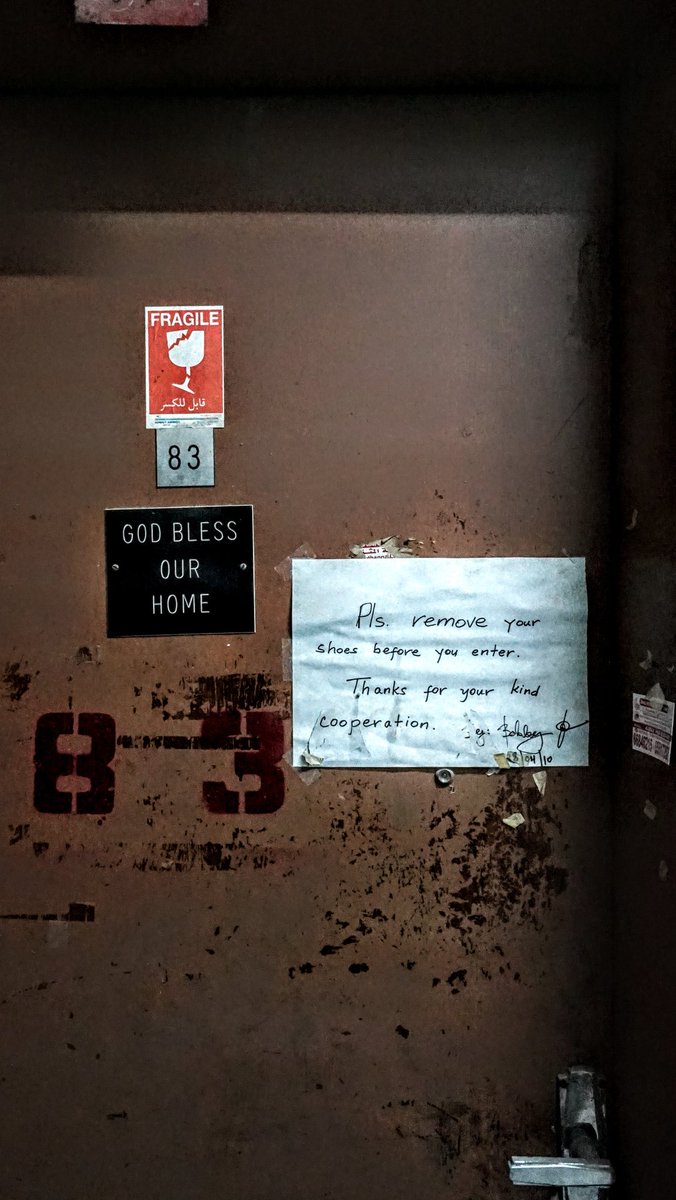 FRAGILE
قابل للكسر
83
GOD BLESS
OUR
HOME
Pls. remove your
shoes before you enter.
Thanks for your kind
cooperation.
8 3